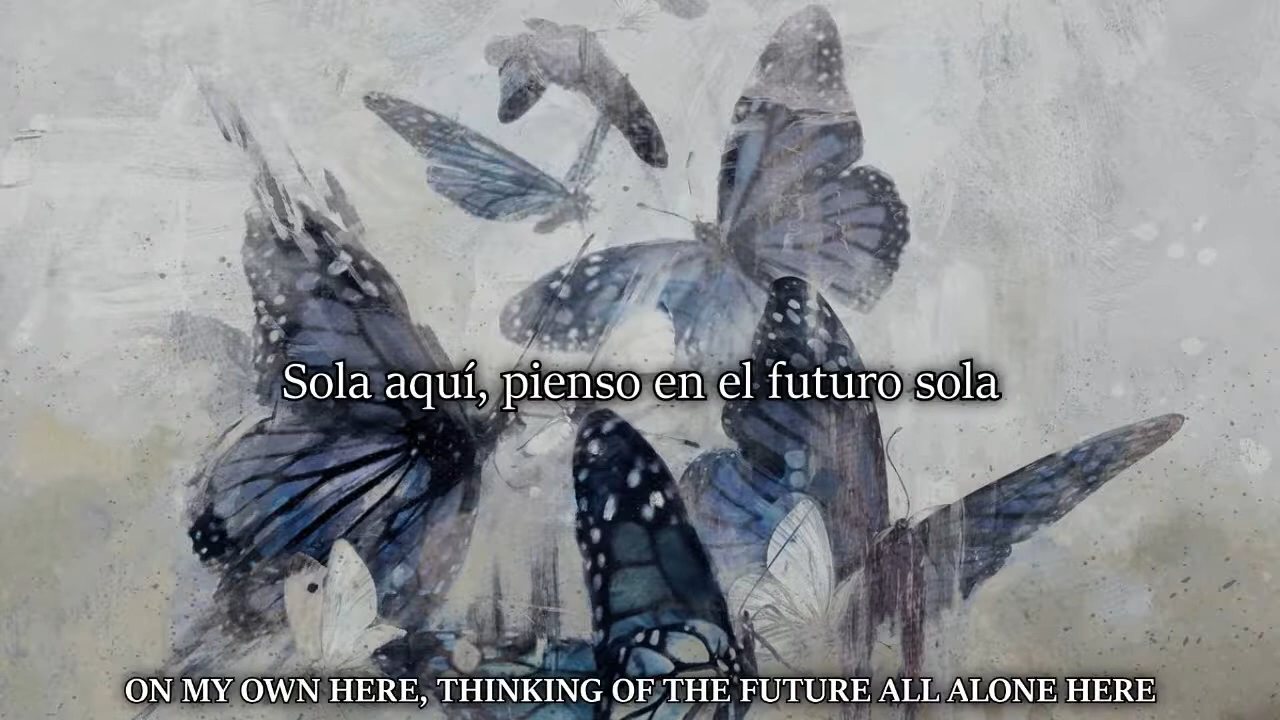 Sola aquí, pienso en el futuro sola
ON MY OWN HERE, THINKING OF THE FUTURE ALL ALONE HERE